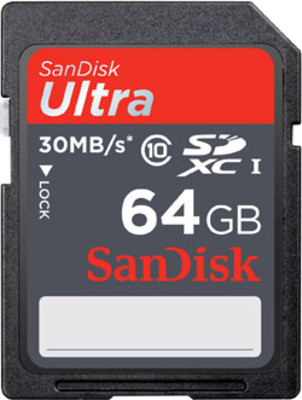 SanDisk
Ultra
30MB/s* 10 SD XC I
LOCK
64GB
SanDisk